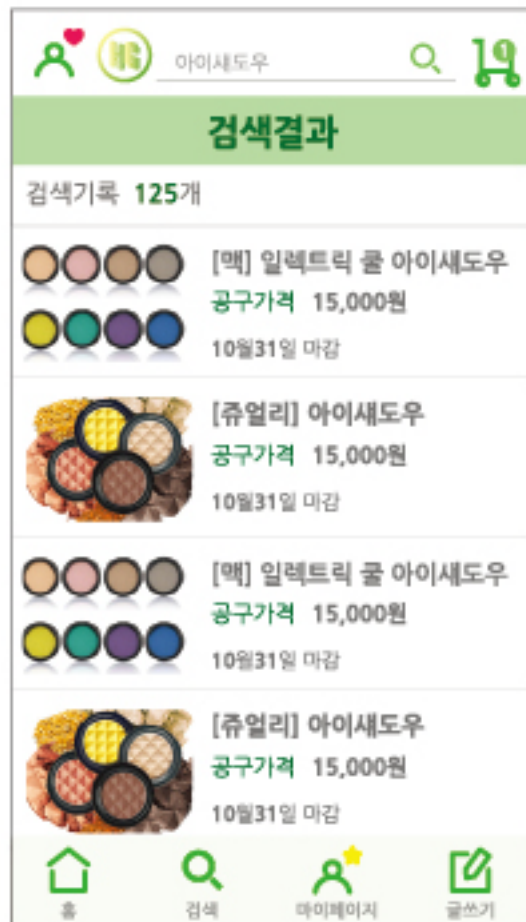 아이새도우
1
검색결과
검색기록 125개
[맥] 일렉트릭 쿨 아이새도우
공구가격 15,000원
10월31일 마감
[쥬얼리] 아이새도우
공구가격 15,000원
10월31일 마감
[맥] 일렉트릭 쿨 아이새도우
공구가격 15,000원
10월31일 마감
[쥬얼리] 아이새도우
공구가격 15,000원
10월31일 마감
홈 검색 마이페이지 글쓰기